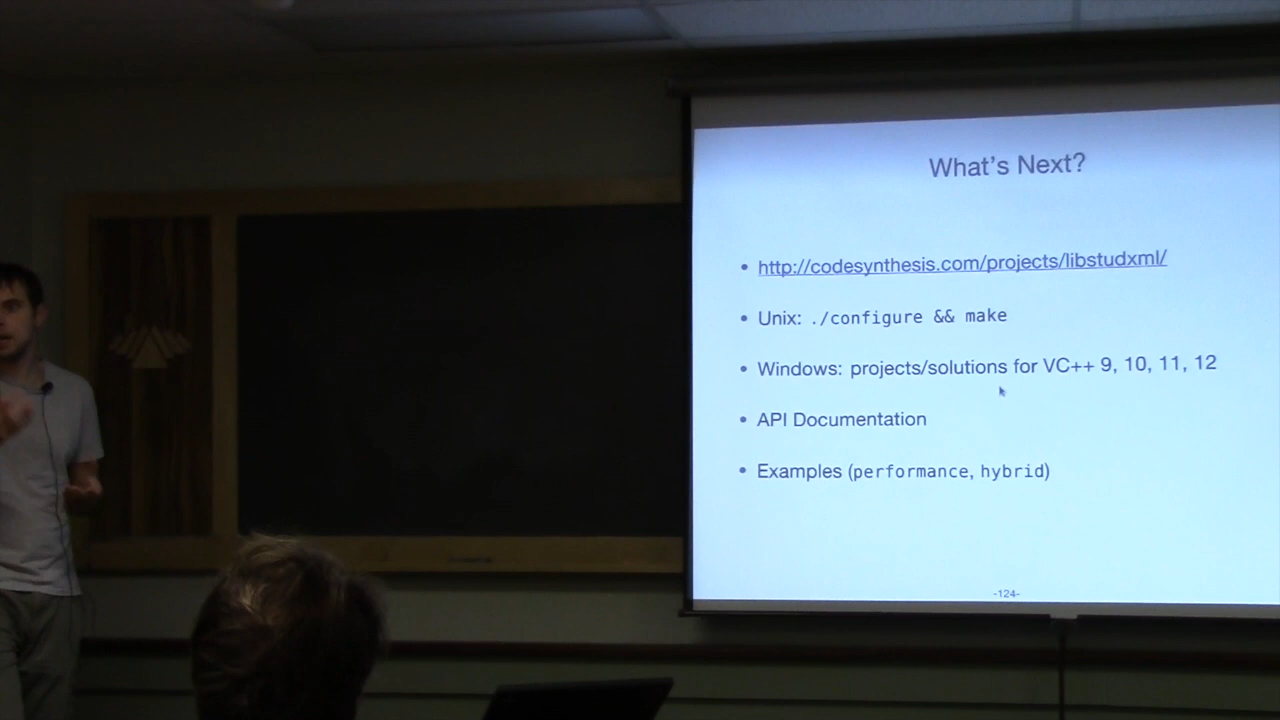 What's Next?
• http://codesynthesis.com/projects/libstudxml/
• Unix: ./configure && make
• Windows: projects/solutions for VC++ 9, 10, 11, 12
• API Documentation
• Examples (performance, hybrid)
-124-